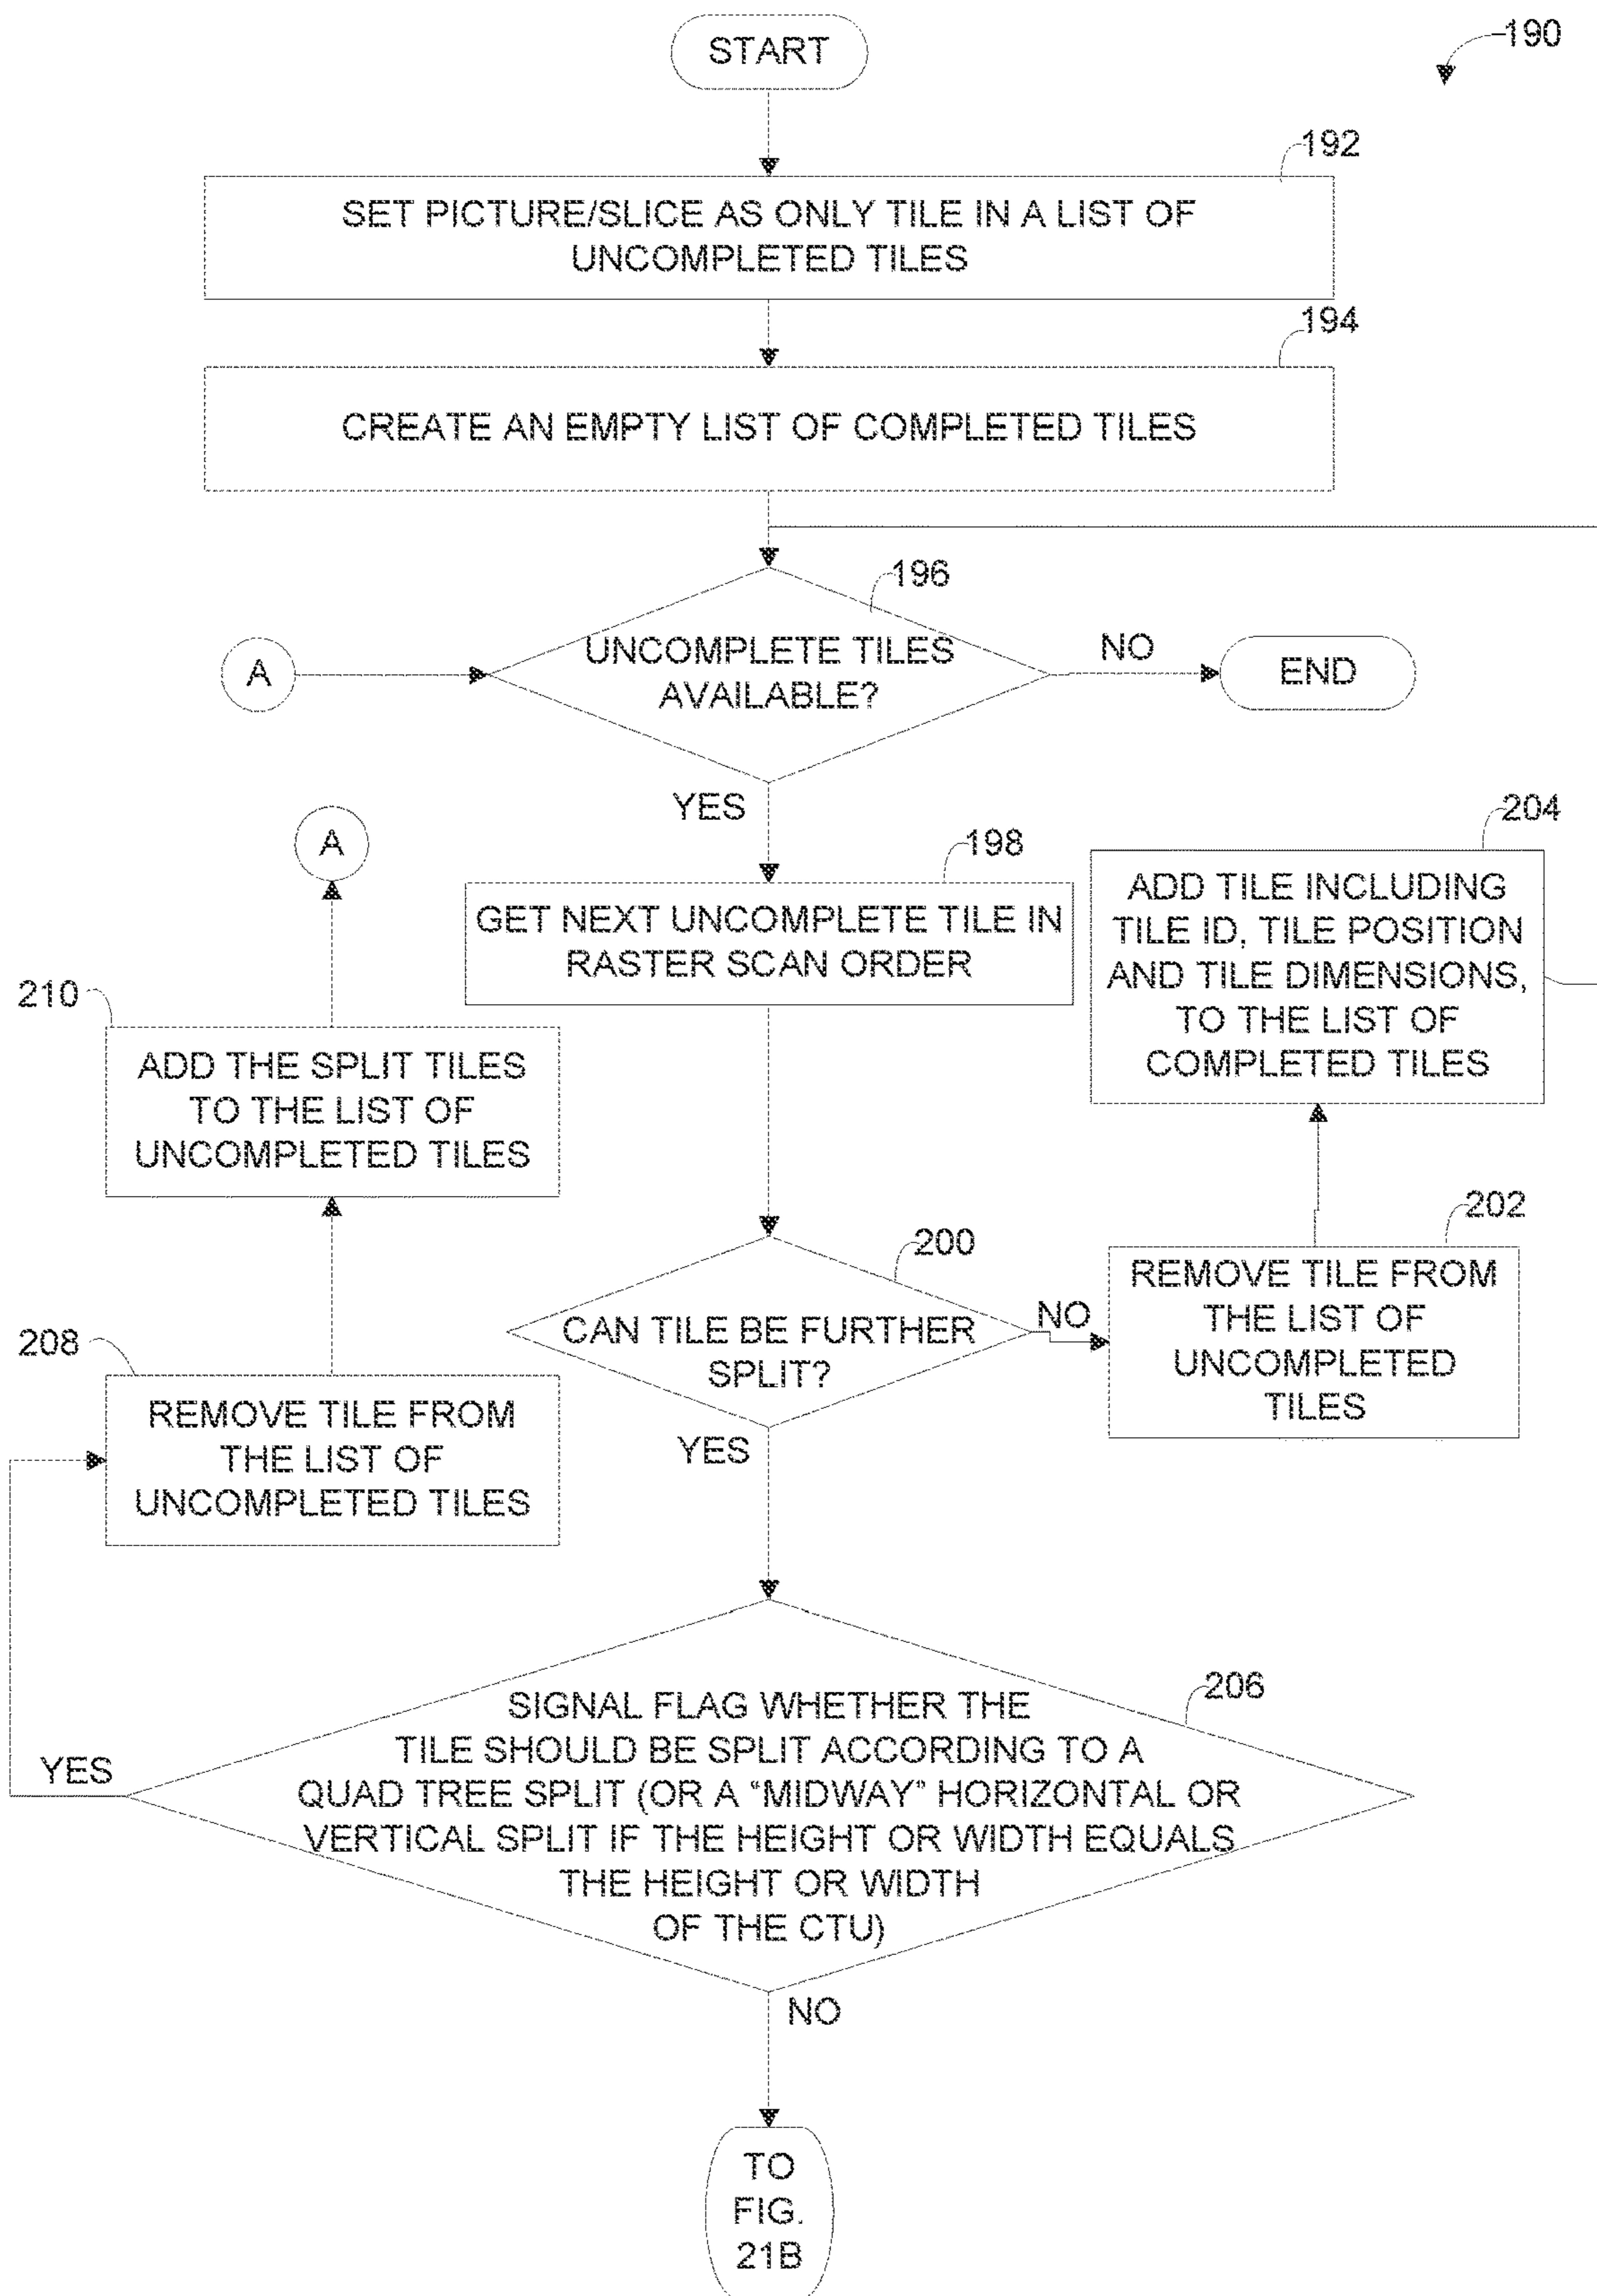 START
190
192
SET PICTURE/SLICE AS ONLY TILE IN A LIST OF
UNCOMPLETED TILES
194
CREATE AN EMPTY LIST OF COMPLETED TILES
196
A
UNCOMPLETE TILES
AVAILABLE?
NO
END
YES
A
198
GET NEXT UNCOMPLETE TILE IN
RASTER SCAN ORDER
204
ADD TILE INCLUDING
TILE ID, TILE POSITION
AND TILE DIMENSIONS,
TO THE LIST OF
COMPLETED TILES
210
ADD THE SPLIT TILES
TO THE LIST OF
UNCOMPLETED TILES
200
CAN TILE BE FURTHER
SPLIT?
NO
202
REMOVE TILE FROM
THE LIST OF
UNCOMPLETED
TILES
208
REMOVE TILE FROM
THE LIST OF
UNCOMPLETED TILES
YES
206
SIGNAL FLAG WHETHER THE
TILE SHOULD BE SPLIT ACCORDING TO A
QUAD TREE SPLIT (OR A "MIDWAY" HORIZONTAL OR
VERTICAL SPLIT IF THE HEIGHT OR WIDTH EQUALS
THE HEIGHT OR WIDTH
OF THE CTU)
YES
NO
TO
FIG.
21B